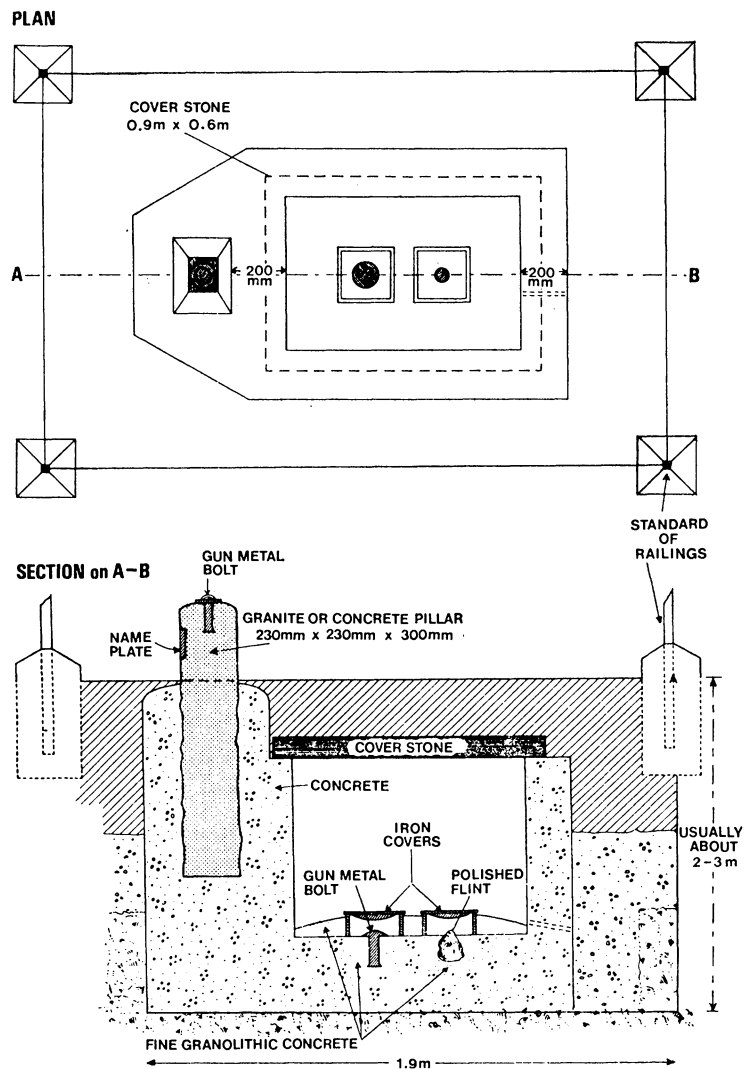 PLAN
COVER STONE
0.9m x 0.6m
A
200
mm
200
mm
B
STANDARD
OF
RAILINGS
SECTION on A-B
GUN METAL
BOLT
GRANITE OR CONCRETE PILLAR
230mm x 230mm x 300mm
NAME
PLATE
COVER STONE
CONCRETE
IRON
COVERS
GUN METAL
BOLT
POLISHED
FLINT
USUALLY
ABOUT
2-3m
FINE GRANOLITHIC CONCRETE
1.9m